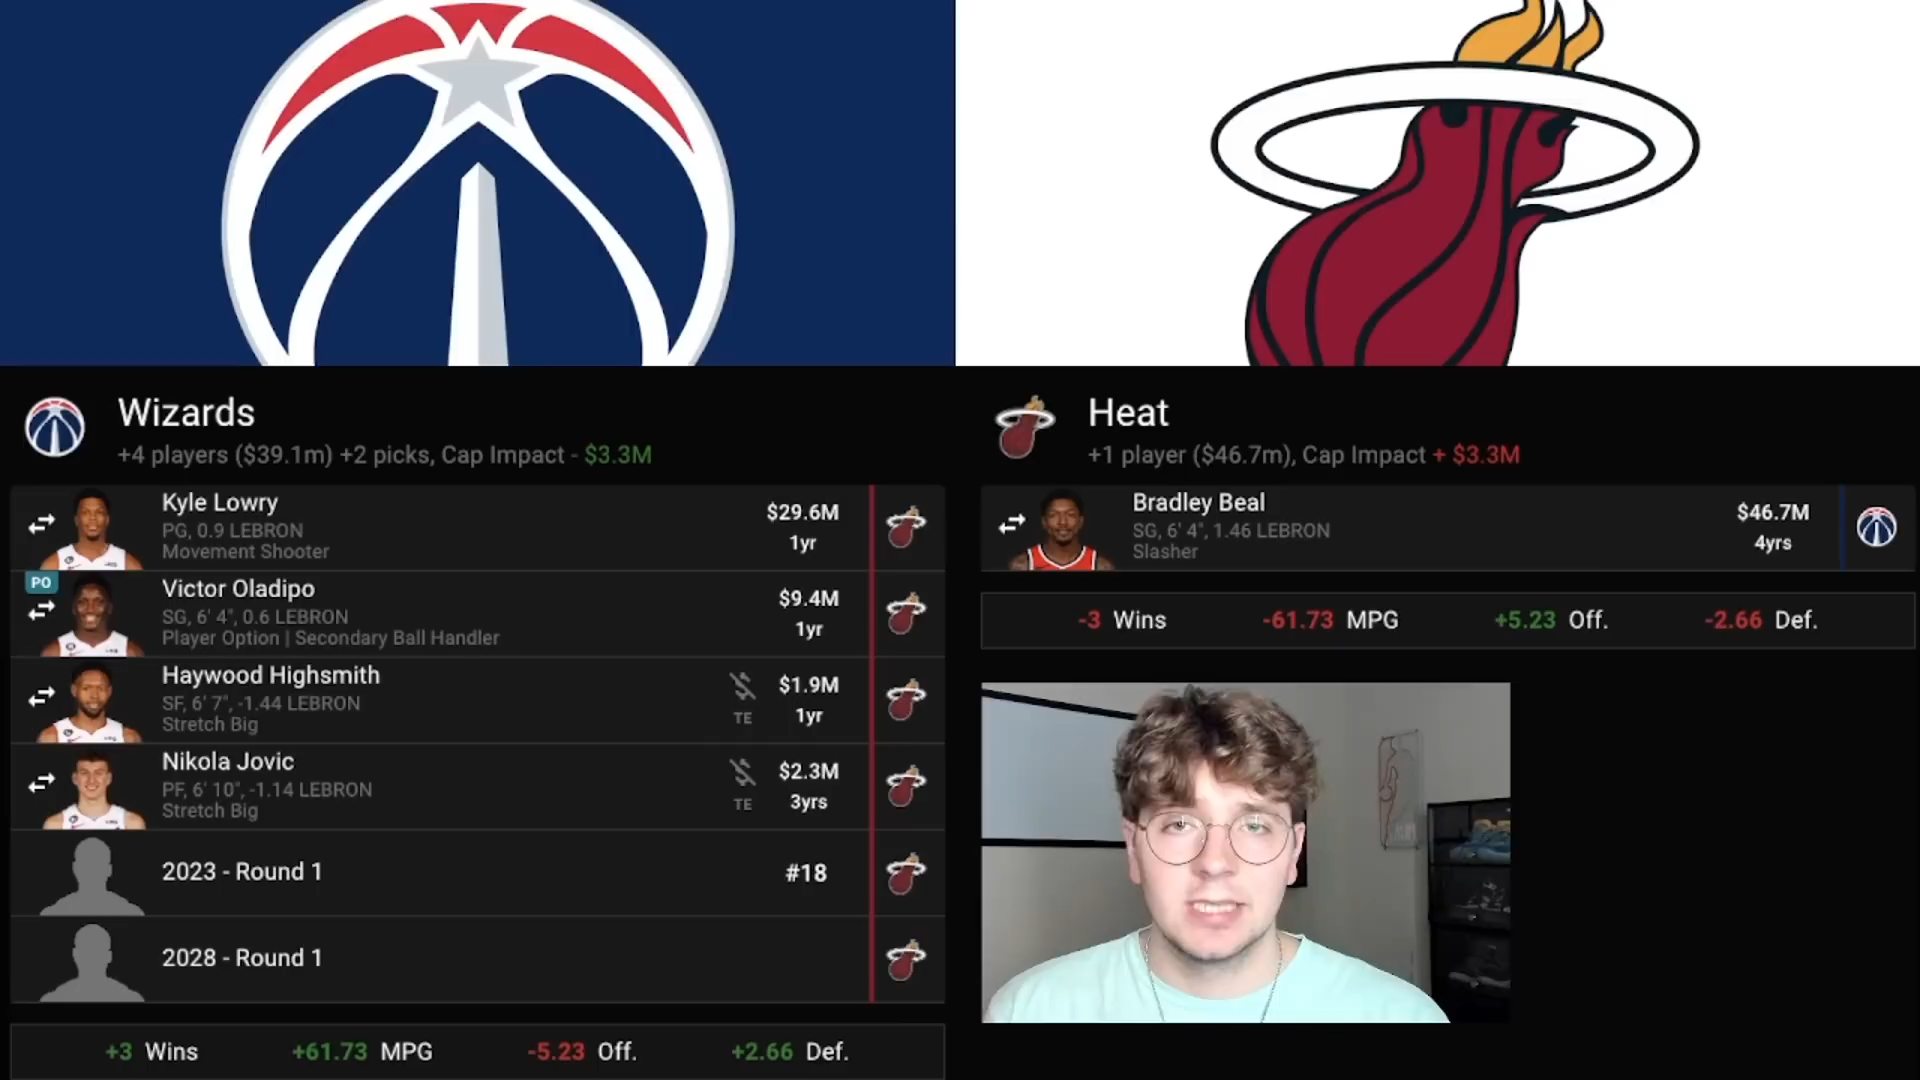 Wizards
+4 players ($39.1m) +2 picks, Cap Impact - $3.3M
Kyle Lowry
PG, 0.9 LEBRON
Movement Shooter
$29.6M
1yr
PO
Victor Oladipo
SG, 6' 4", 0.6 LEBRON
Player Option | Secondary Ball Handler
$9.4M
1yr
Haywood Highsmith
SF, 6' 7", -1.44 LEBRON
Stretch Big
TE
$1.9M
1yr
Nikola Jovic
PF, 6' 10", -1.14 LEBRON
Stretch Big
TE
$2.3M
3yrs
2023 - Round 1
#18
2028 - Round 1
+3 Wins +61.73 MPG -5.23 Off. +2.66 Def.
Heat
+1 player ($46.7m), Cap Impact + $3.3M
Bradley Beal
SG, 6' 4", 1.46 LEBRON
Slasher
$46.7M
4yrs
-3 Wins -61.73 MPG +5.23 Off. -2.66 Def.